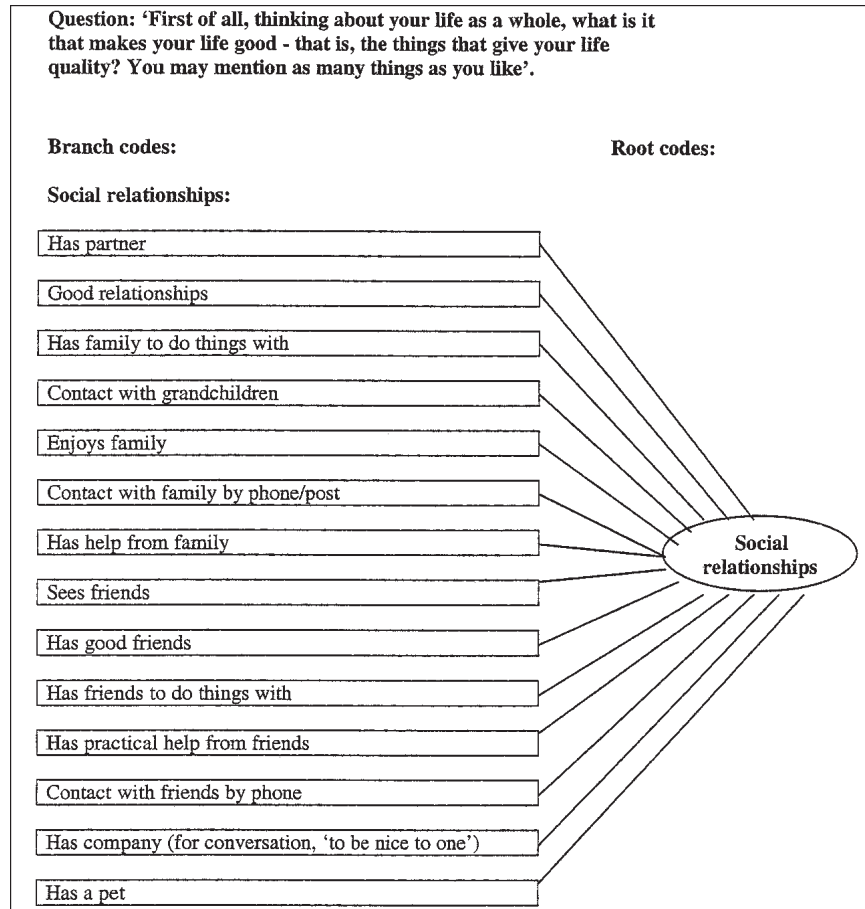 Question: ‘First of all, thinking about your life as a whole, what is it
that makes your life good - that is, the things that give your life
quality? You may mention as many things as you like’.
Branch codes:
Root codes:
Social relationships:
Has partner
Good relationships
Has family to do things with
Contact with grandchildren
Enjoys family
Contact with family by phone/post
Has help from family
Sees friends
Has good friends
Has friends to do things with
Has practical help from friends
Contact with friends by phone
Has company (for conversation, ‘to be nice to one’)
Has a pet
Social
relationships